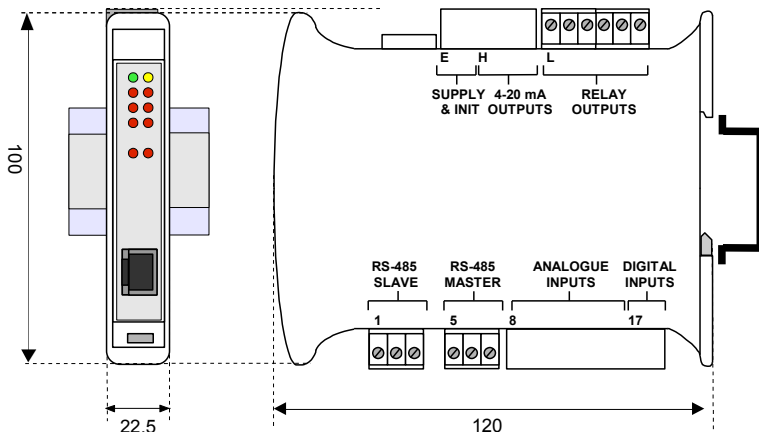 E H L
SUPPLY & INIT
4-20 mA OUTPUTS
RELAY OUTPUTS
100
RS-485 SLAVE
RS-485 MASTER
ANALOGUE INPUTS
DIGITAL INPUTS
1 5 8 17
22,5
120